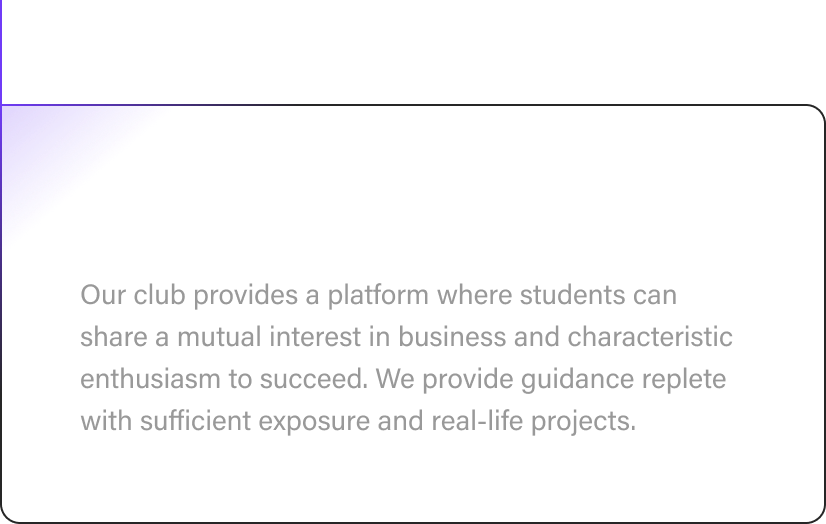 Our club provides a platform where students can
share a mutual interest in business and characteristic
enthusiasm to succeed. We provide guidance replete
with sufficient exposure and real-life projects.